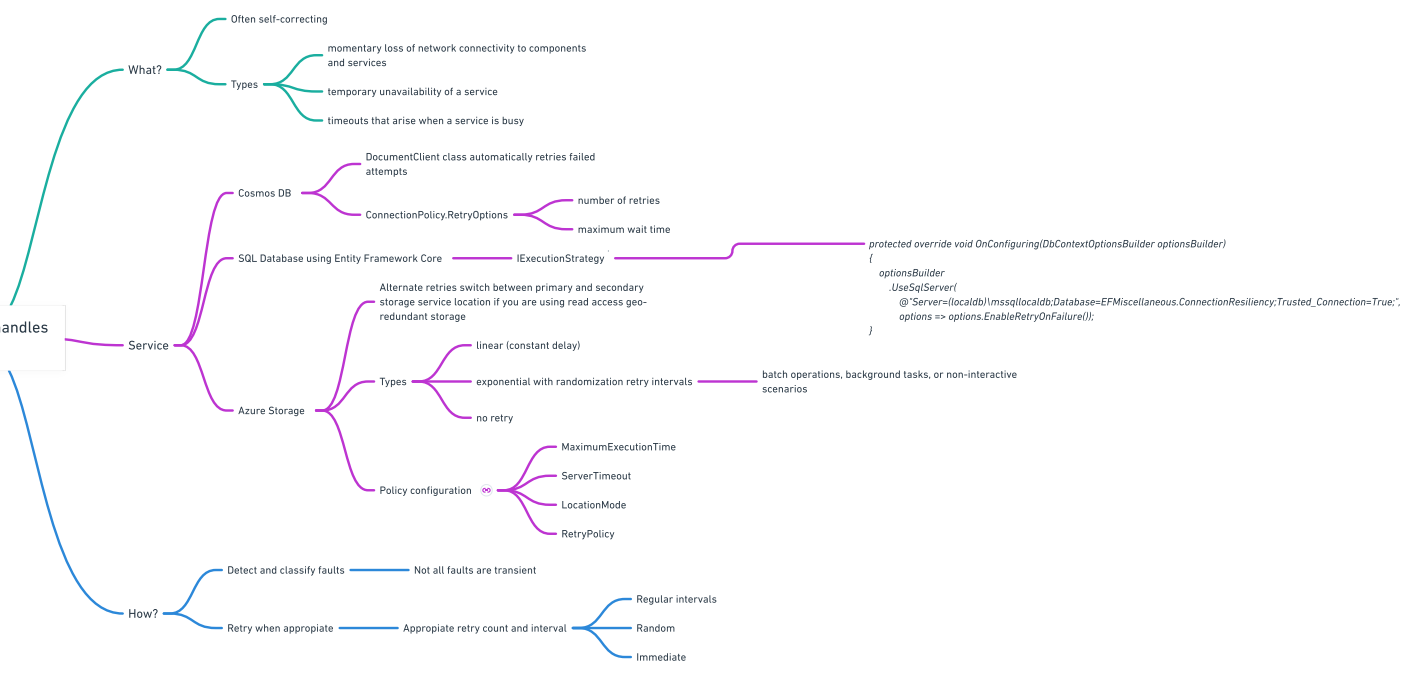 Often self-correcting
momentary loss of network connectivity to components
and services
What?
Types
temporary unavailability of a service
timeouts that arise when a service is busy
DocumentClient class automatically retries failed
attempts
Cosmos DB
ConnectionPolicy.RetryOptions
number of retries
maximum wait time
SQL Database using Entity Framework Core
IExecutionStrategy
protected override void OnConfiguring(DbContextOptionsBuilder optionsBuilder)
{
optionsBuilder
.UseSqlServer(
@"Server=(localdb)\mssqllocaldb;Database=EFMiscellaneous.ConnectionResiliency;Trusted_Connection=True;",
options => options.EnableRetryOnFailure());
}
Alternate retries switch between primary and secondary
storage service location if you are using read access geo-
redundant storage
andles
Service
linear (constant delay)
Types
exponential with randomization retry intervals
batch operations, background tasks, or non-interactive
scenarios
Azure Storage
no retry
MaximumExecutionTime
ServerTimeout
Policy configuration
LocationMode
RetryPolicy
Detect and classify faults
Not all faults are transient
How?
Retry when appropiate
Appropiate retry count and interval
Regular intervals
Random
Immediate